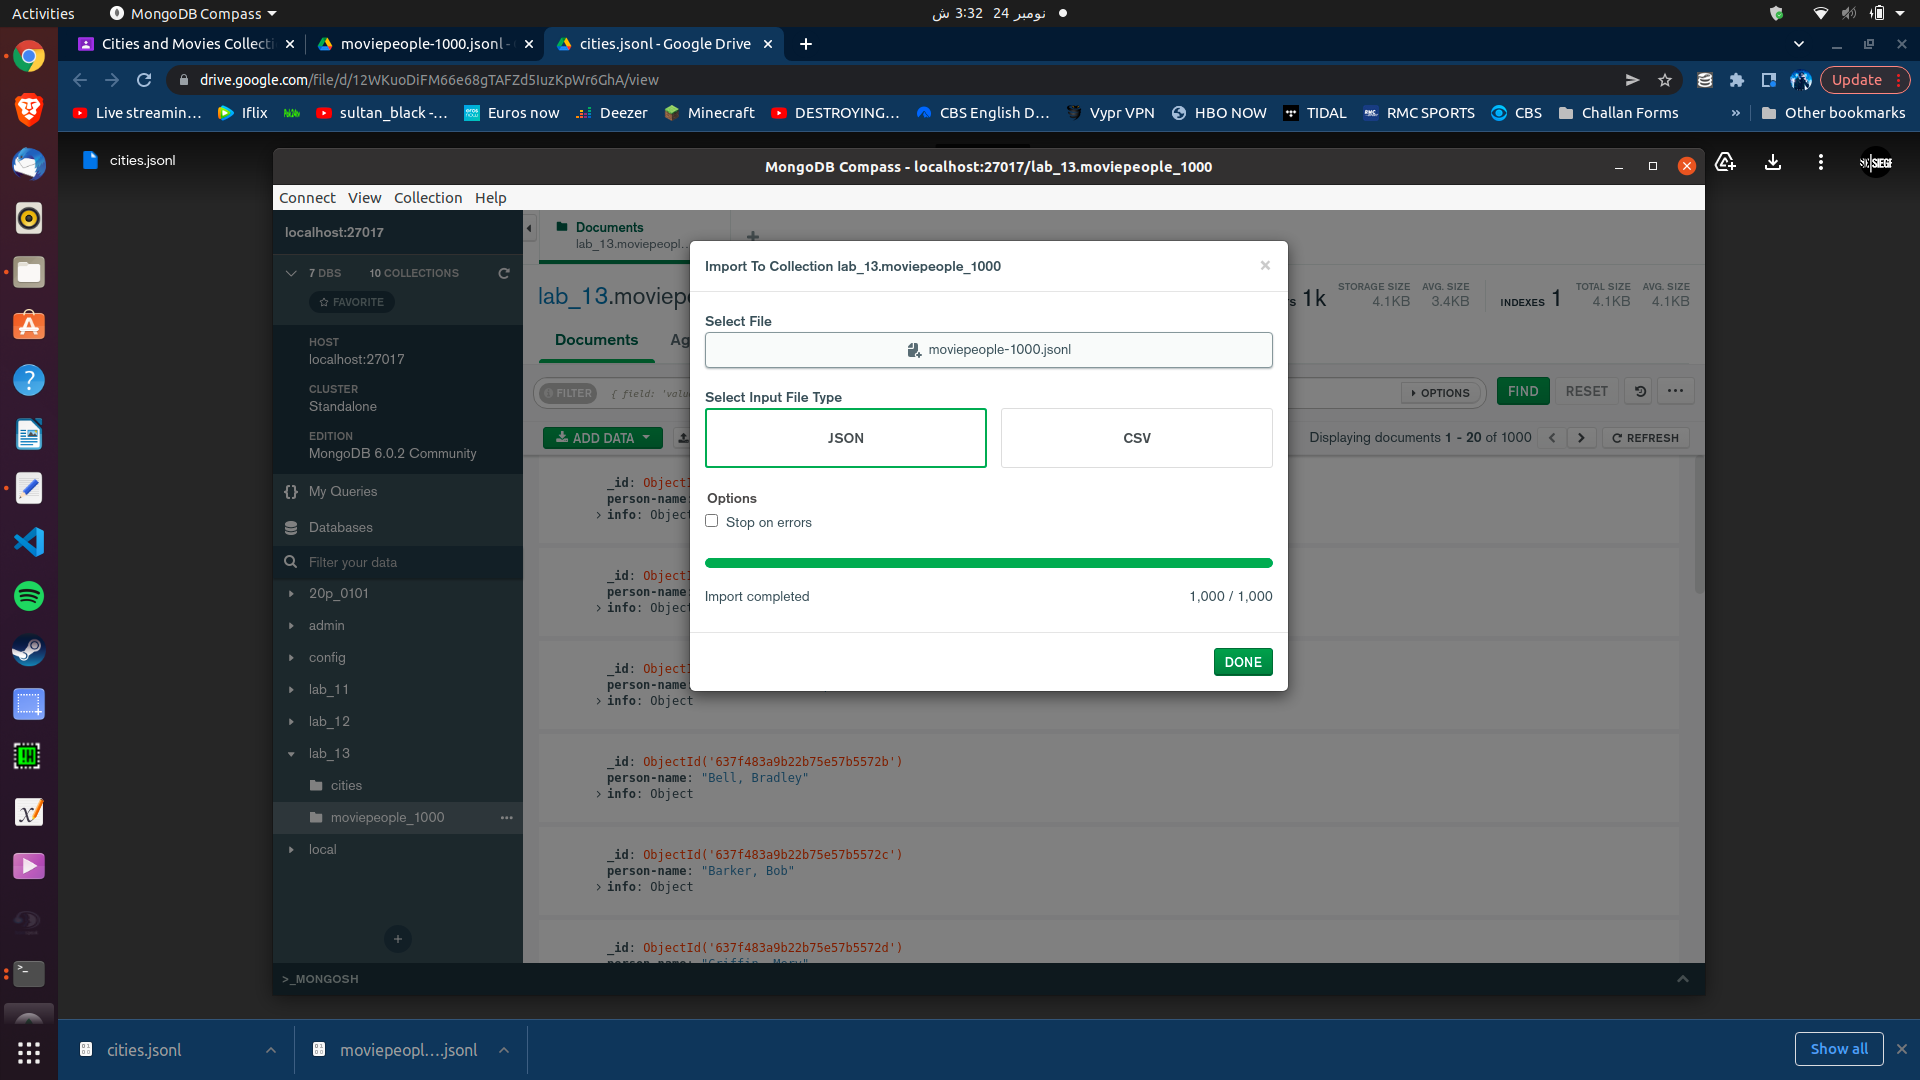 Activities
MongoDB Compass
نومبر 24  3:32 ش
Cities and Movies Collecti
moviepeople-1000.jsonl -
cities.jsonl - Google Drive
drive.google.com/file/d/12WKuoDiFM66e68gTAFZd5IuzKpWr6GhA/view
Update
Live streamin…
Iflix
sultan_black -…
Euros now
Deezer
Minecraft
DESTROYING…
CBS English D…
Vypr VPN
HBO NOW
TIDAL
RMC SPORTS
CBS
Challan Forms
»
Other bookmarks
cities.jsonl
MongoDB Compass - localhost:27017/lab_13.moviepeople_1000
Connect View Collection Help
localhost:27017
7 DBS 10 COLLECTIONS
FAVORITE
HOST
localhost:27017
CLUSTER
Standalone
EDITION
MongoDB 6.0.2 Community
{} My Queries
Databases
Filter your data
20p_0101
admin
config
lab_11
lab_12
lab_13
cities
moviepeople_1000
local
+
>_MONGOSH
Documents
lab_13.moviepeopl…
lab_13.moviep
1k
STORAGE SIZE
4.1KB
AVG. SIZE
3.4KB
INDEXES 1
TOTAL SIZE
4.1KB
AVG. SIZE
4.1KB
Documents
Ag
FILTER
{ field: 'valu
OPTIONS
FIND
RESET
ADD DATA
Displaying documents 1 - 20 of 1000
REFRESH
_id: ObjectI
person-name:
info: Object
_id: ObjectI
person-name:
info: Object
_id: ObjectI
person-name:
info: Object
_id: ObjectId('637f483a9b22b75e57b5572b')
person-name: "Bell, Bradley"
info: Object
_id: ObjectId('637f483a9b22b75e57b5572c')
person-name: "Barker, Bob"
info: Object
_id: ObjectId('637f483a9b22b75e57b5572d')
person-name: "Griffin, Mery"
Import To Collection lab_13.moviepeople_1000
Select File
moviepeople-1000.jsonl
Select Input File Type
JSON
CSV
Options
Stop on errors
Import completed
1,000 / 1,000
DONE
cities.jsonl
moviepeopl….jsonl
Show all